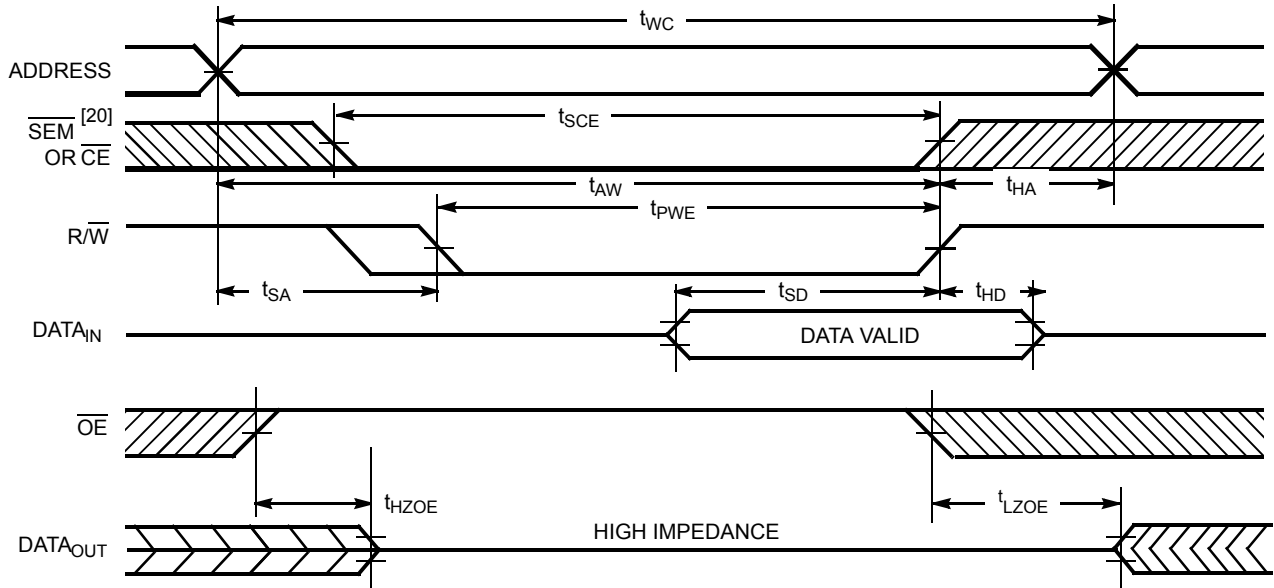 tWC
ADDRESS
SEM [20]
OR CE
tSCE
tAW
tHA
tPWE
R/W
tSA
tSD
tHD
DATAIN
DATA VALID
OE
tHZOE
tLZOE
HIGH IMPEDANCE
DATAOUT